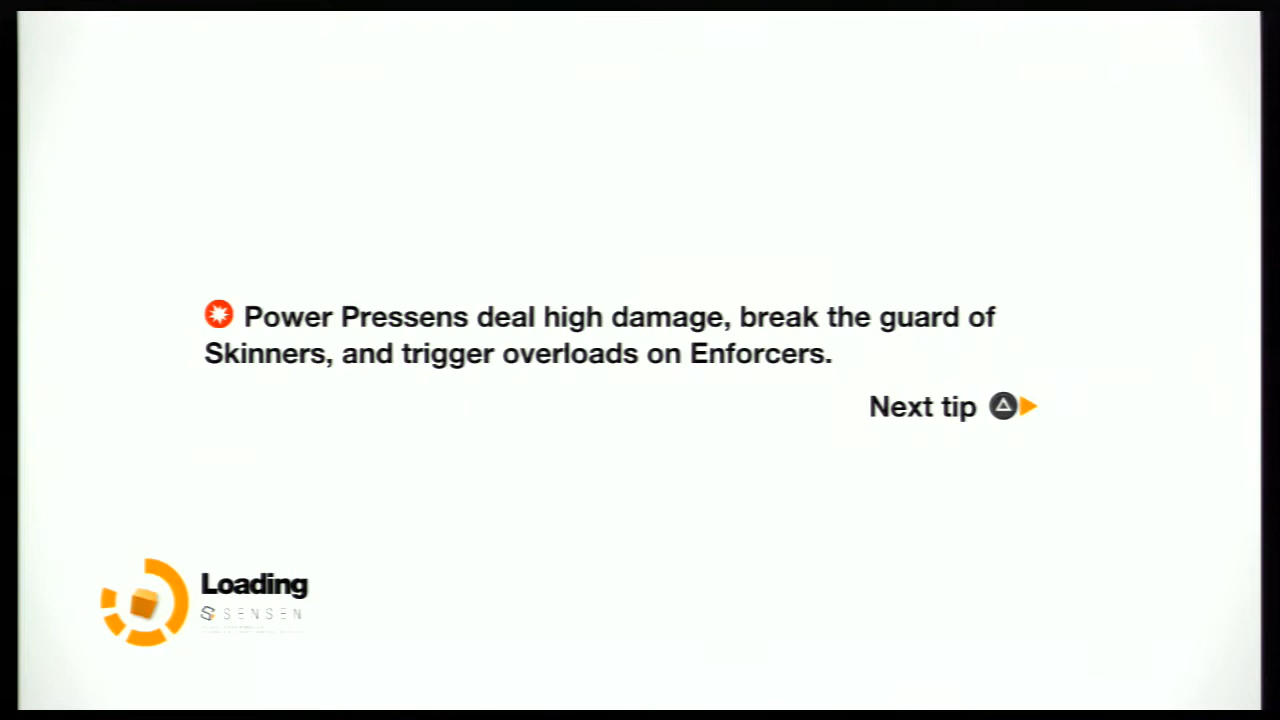 Power Pressens deal high damage, break the guard of
Skinners, and trigger overloads on Enforcers.
Next tip
Loading
SENSEN